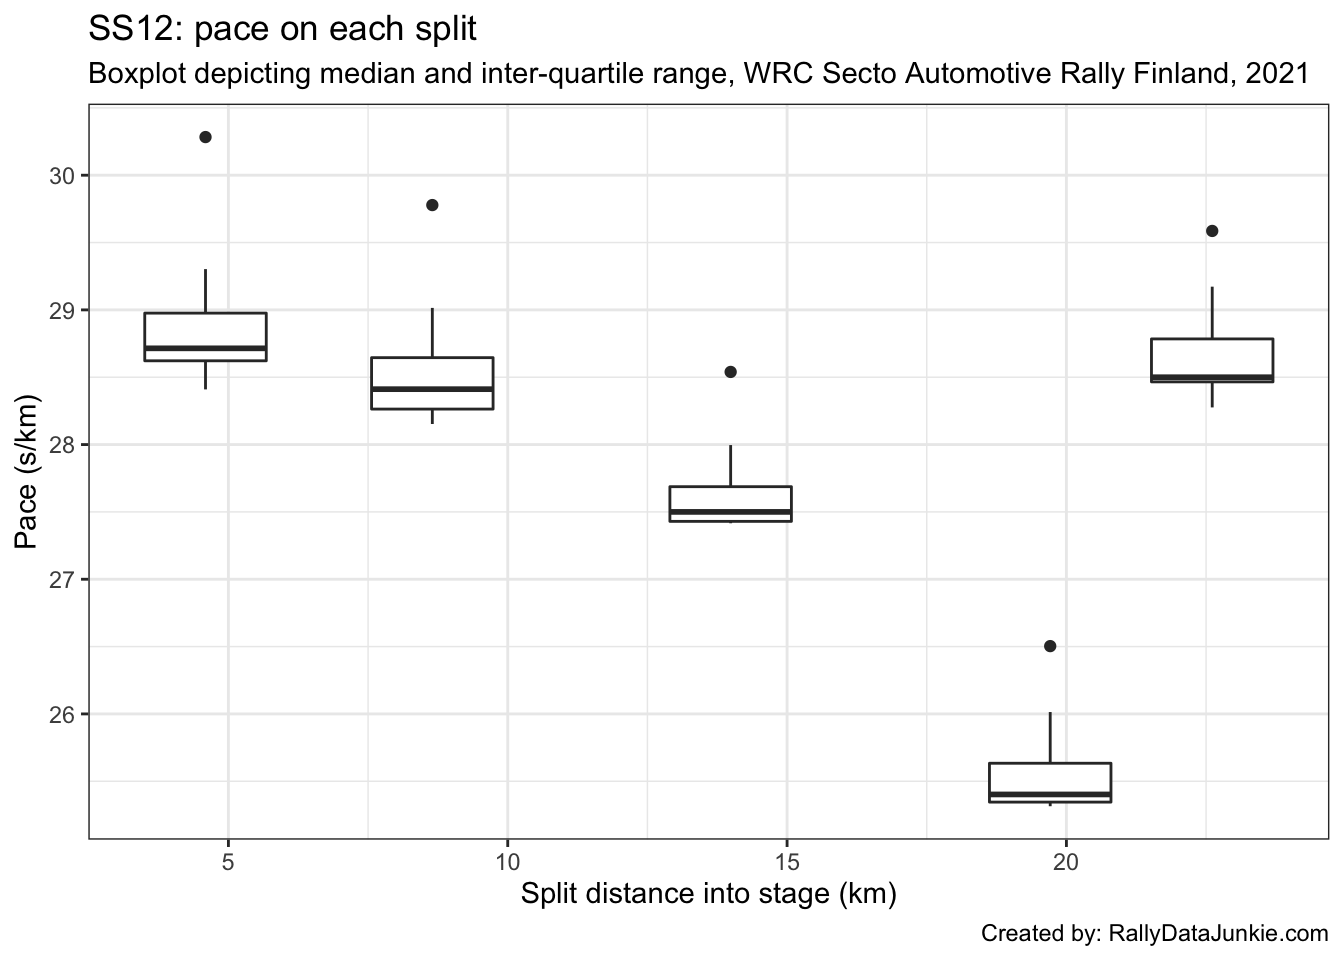 SS12: pace on each split
Boxplot depicting median and inter-quartile range, WRC Secto Automotive Rally Finland, 2021
30
29
28
27
26
Pace (s/km)
5 10 15 20
Split distance into stage (km)
Created by: RallyDataJunkie.com